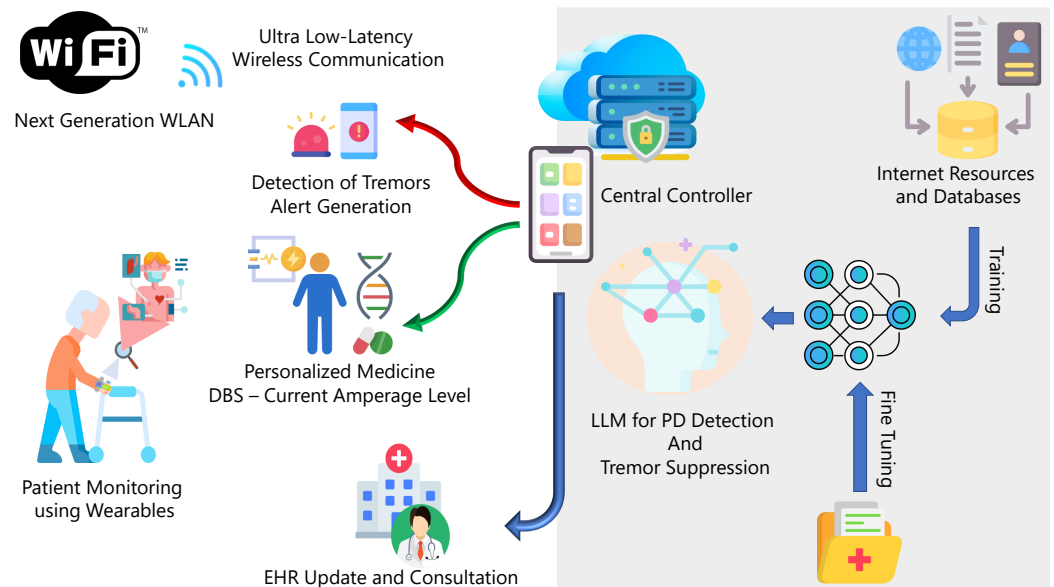 Wi Fi TM
Next Generation WLAN
Ultra Low-Latency
Wireless Communication
Detection of Tremors
Alert Generation
Personalized Medicine
DBS – Current Amperage Level
Patient Monitoring
using Wearables
EHR Update and Consultation
Central Controller
Internet Resources
and Databases
Training
LLM for PD Detection
And
Tremor Suppression
Fine Tuning